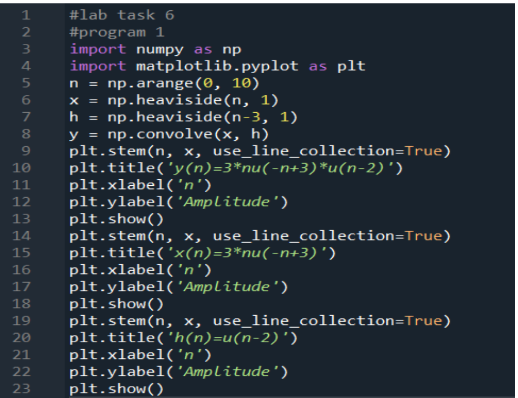 1 #lab task 6
2 #program 1
3 import numpy as np
4 import matplotlib.pyplot as plt
5 n = np.arange(0, 10)
6 x = np.heaviside(n, 1)
7 h = np.heaviside(n-3, 1)
8 y = np.convolve(x, h)
9 plt.stem(n, x, use_line_collection=True)
10 plt.title('y(n)=3*nu(-n+3)*u(n-2)')
11 plt.xlabel('n')
12 plt.ylabel('Amplitude')
13 plt.show()
14 plt.stem(n, x, use_line_collection=True)
15 plt.title('x(n)=3*nu(-n+3)')
16 plt.xlabel('n')
17 plt.ylabel('Amplitude')
18 plt.show()
19 plt.stem(n, x, use_line_collection=True)
20 plt.title('h(n)=u(n-2)')
21 plt.xlabel('n')
22 plt.ylabel('Amplitude')
23 plt.show()